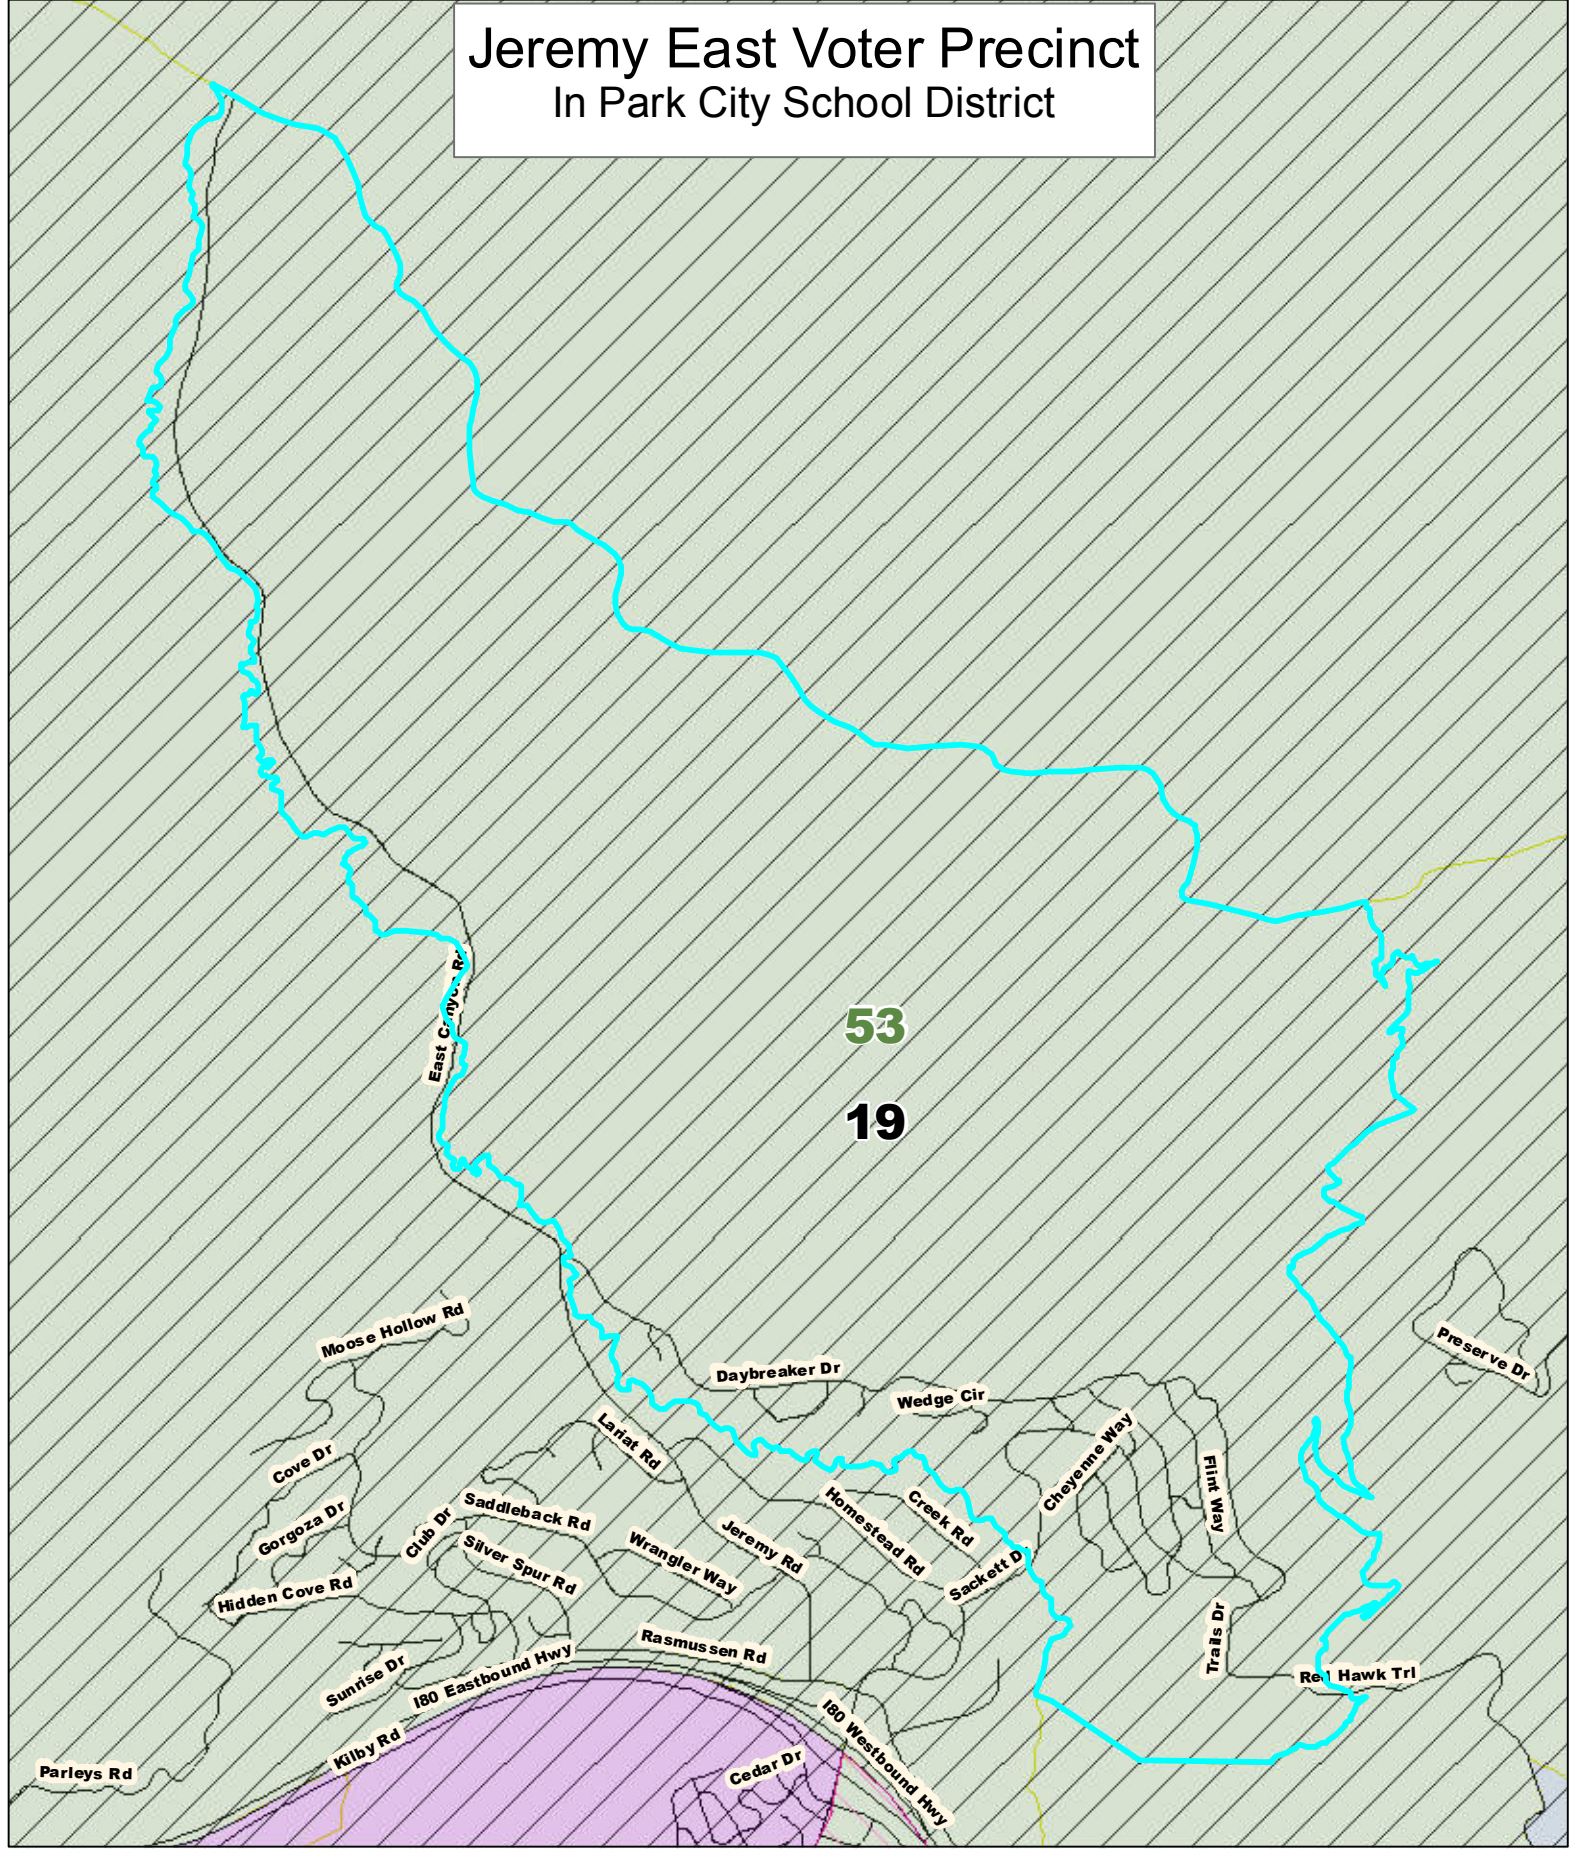 Jeremy East Voter Precinct
In Park City School District
East Canyon Rd
53
19
Moose Hollow Rd
Preserve Dr
Daybreaker Dr
Wedge Cir
Lariat Rd
Cheyenne Way
Cove Dr
Flint Way
Saddleback Rd
Homestead Rd
Creek Rd
Gorgoza Dr
Club Dr
Silver Spur Rd
Wrangler Way
Jeremy Rd
Sackett Dr
Hidden Cove Rd
Rasmussen Rd
Trails Dr
Red Hawk Trl
Sunrise Dr
I80 Eastbound Hwy
I80 Westbound Hwy
Kilby Rd
Cedar Dr
Parleys Rd